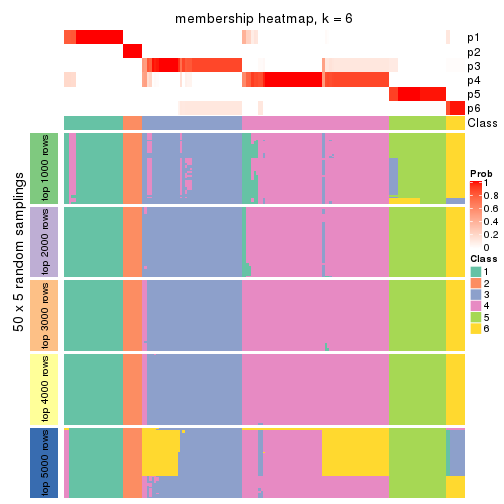 membership heatmap, k = 6
p1
p2
p3
p4
p5
p6
Class
50 x 5 random samplings
top 1000 rows
top 2000 rows
top 3000 rows
top 4000 rows
top 5000 rows
Prob
1
0.8
0.6
0.4
0.2
0
Class
1
2
3
4
5
6